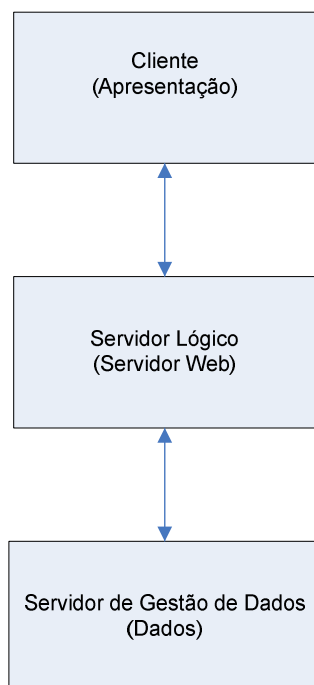 Cliente
(Apresentação)
Servidor Lógico
(Servidor Web)
Servidor de Gestão de Dados
(Dados)